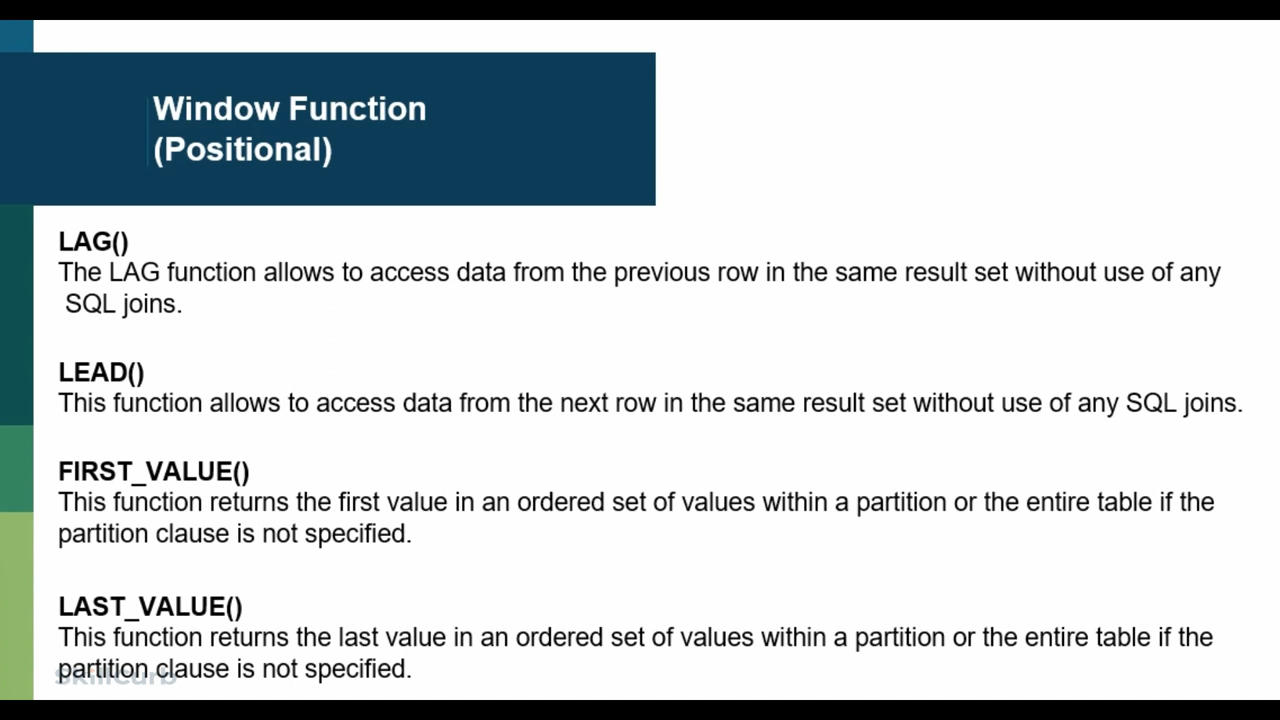 Window Function
(Positional)
LAG()
The LAG function allows to access data from the previous row in the same result set without use of any
SQL joins.
LEAD()
This function allows to access data from the next row in the same result set without use of any SQL joins.
FIRST_VALUE()
This function returns the first value in an ordered set of values within a partition or the entire table if the
partition clause is not specified.
LAST_VALUE()
This function returns the last value in an ordered set of values within a partition or the entire table if the
partition clause is not specified.
SkillCurb